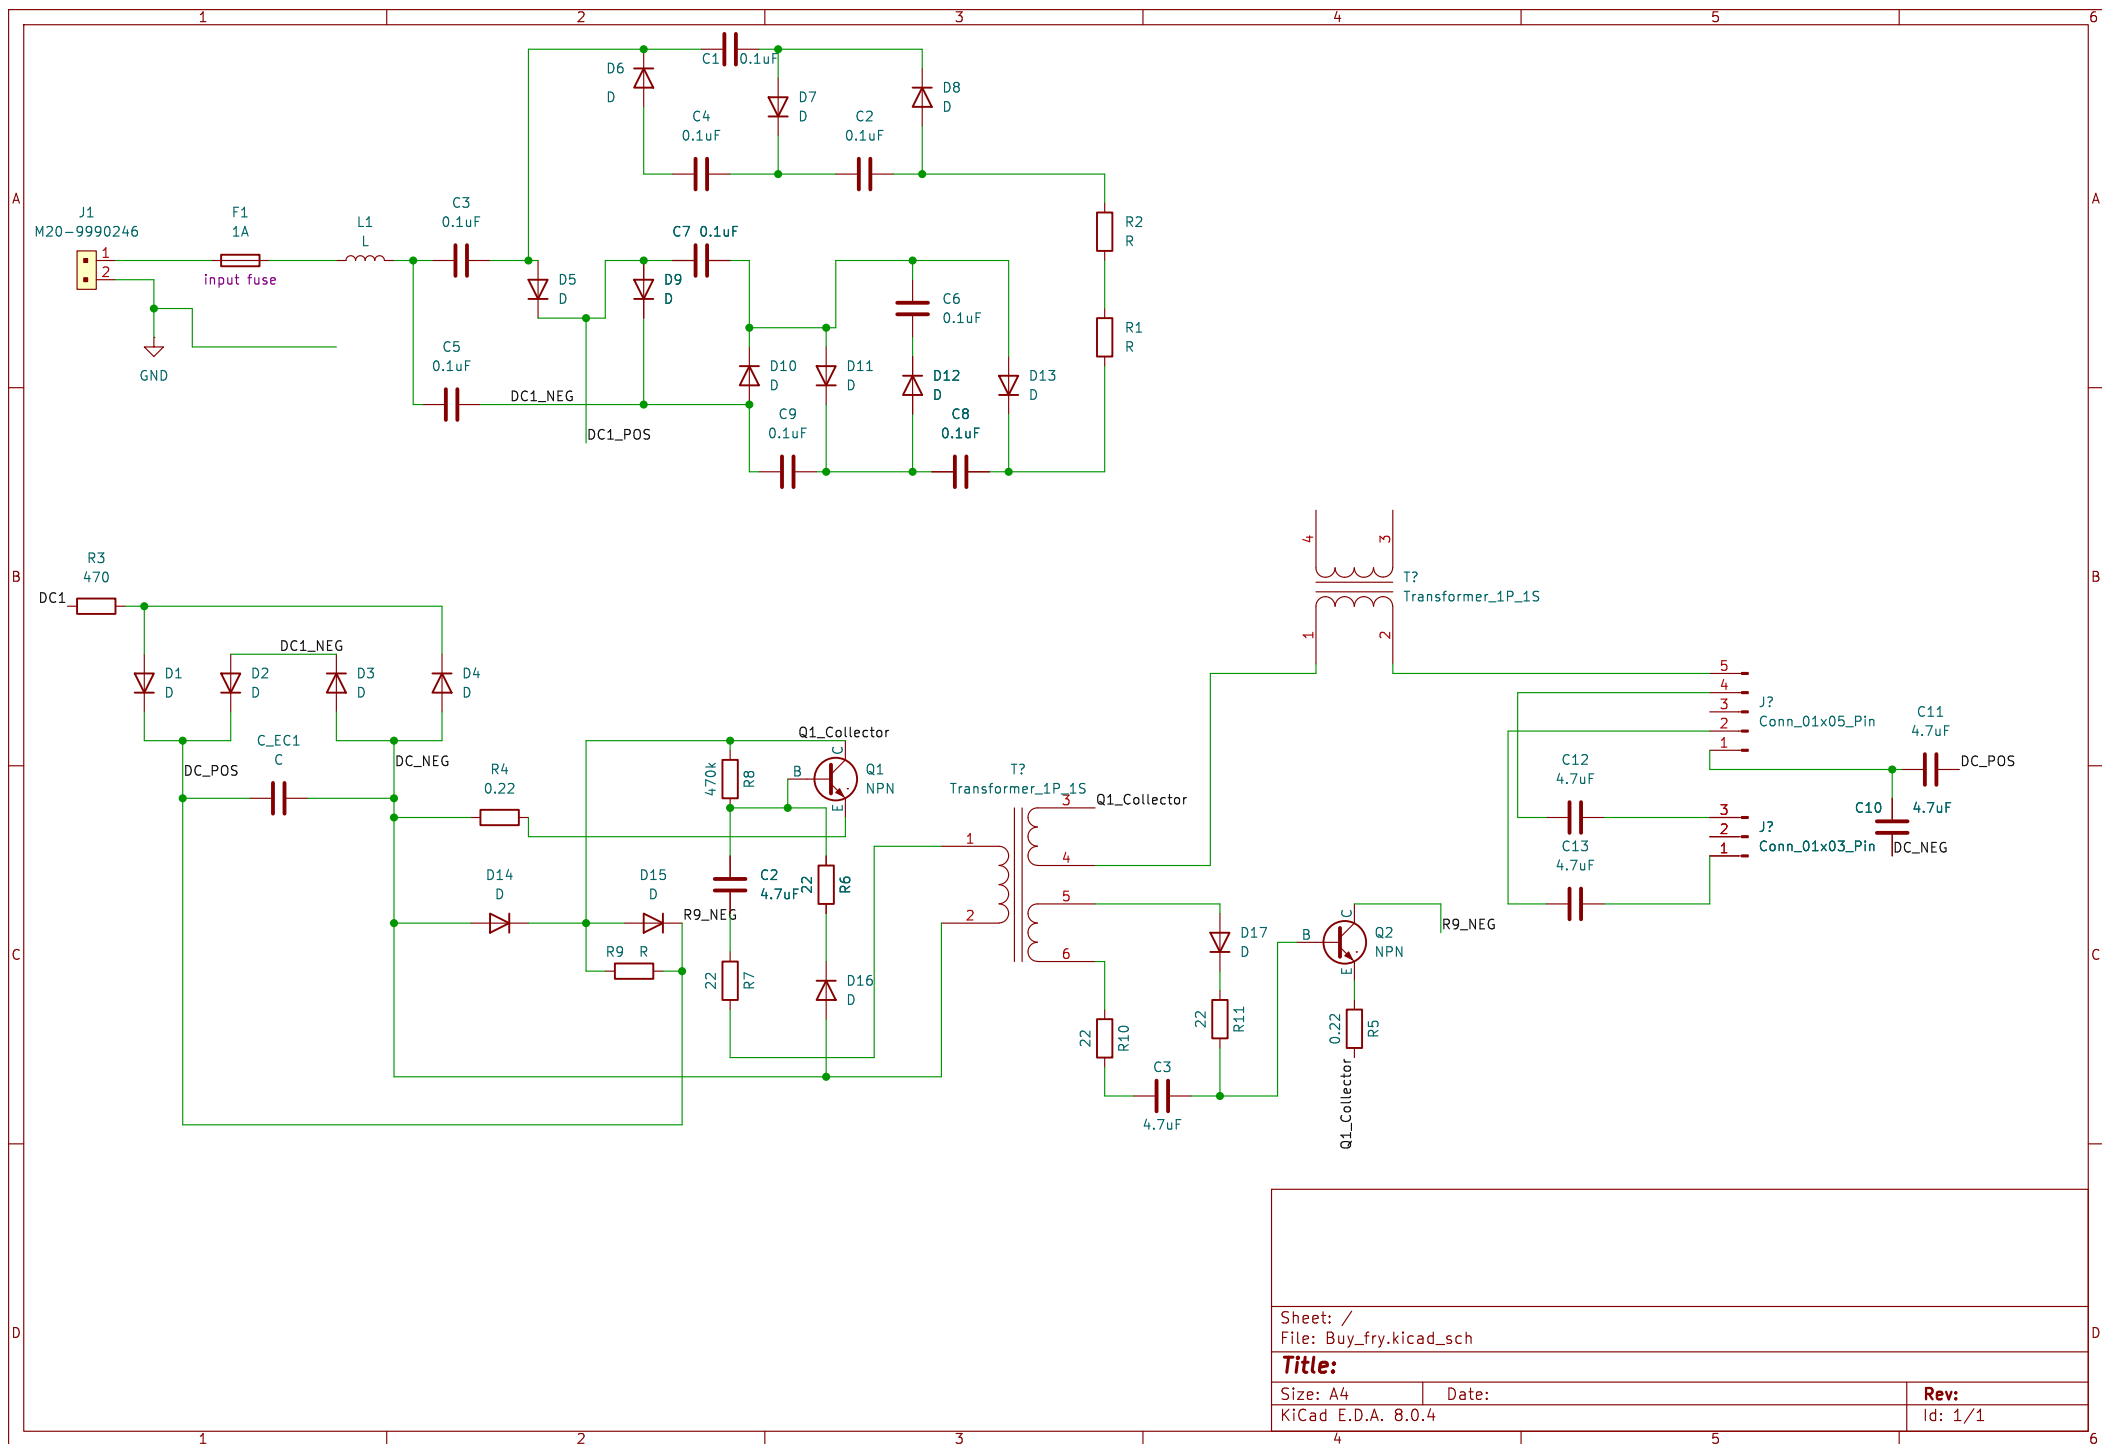 1 2 3 4 5 6
A
B
C
D
A
B
C
D
1 2 3 4 5 6
C1 0.1uF
D6
D
D7
D
D8
D
C4
0.1uF
C2
0.1uF
J1
M20-9990246
1
2
F1
1A
input fuse
L1
L
C3
0.1uF
GND
C5
0.1uF
D5
D
C7 0.1uF
D9
D
DC1_NEG
DC1_POS
D10
D
D11
D
C6
0.1uF
D12
D
D13
D
C9
0.1uF
C8
0.1uF
R2
R
R1
R
R3
470
DC1
D1
D
D2
D
DC1_NEG
D3
D
D4
D
C_EC1
C
DC_POS
DC_NEG
R4
0.22
D14
D
D15
D
R9_NEG
R9 R
470k
R8
Q1_Collector
B
C
E
Q1
NPN
C2
4.7uF
22
R6
22
R7
D16
D
T?
Transformer_1P_1S
1
2
3
4
5
6
Q1_Collector
22
R10
C3
4.7uF
D17
D
22
R11
B
C
E
Q2
NPN
R9_NEG
0.22
R5
Q1_Collector
4
3
T?
Transformer_1P_1S
1
2
5
4
3
2
1
J?
Conn_01x05_Pin
C12
4.7uF
C13
4.7uF
3
2
1
J?
Conn_01x03_Pin
C11
4.7uF
DC_POS
C10 4.7uF
DC_NEG
Sheet: /
File: Buy_fry.kicad_sch
Title:
Size: A4 Date: Rev:
KiCad E.D.A. 8.0.4 Id: 1/1